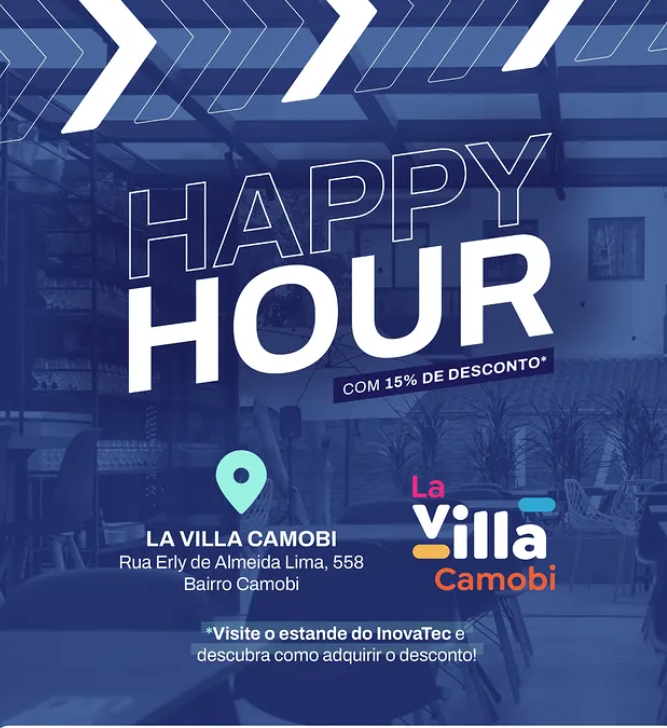 HAPPY
HOUR
COM 15% DE DESCONTO*
LA VILLA CAMOBI
Rua Erly de Almeida Lima, 558
Bairro Camobi
La
Villa
Camobi
*Visite o estande do InovaTec e
descubra como adquirir o desconto!